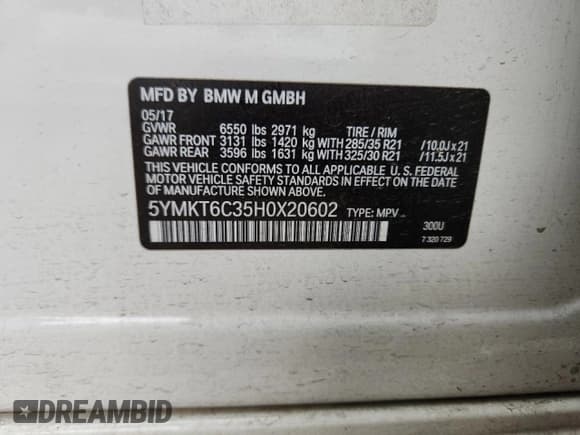 MFD BY BMW M GMBH
05/17
GVWR 6550 lbs 2971 kg TIRE / RIM
GAWR FRONT 3131 lbs 1420 kg WITH 285/35 R21 /10.0J x 21
GAWR REAR 3596 lbs 1631 kg WITH 325/30 R21 /11.5J x 21
5YMKT6C35H0X20602 TYPE: MPV
300U
7 320 729
THIS VEHICLE CONFORMS TO ALL APPLICABLE FEDERAL
MOTOR VEHICLE SAFETY STANDARDS IN EFFECT ON
THE DATE OF MANUFACTURE SHOWN ABOVE.
DREAMBID